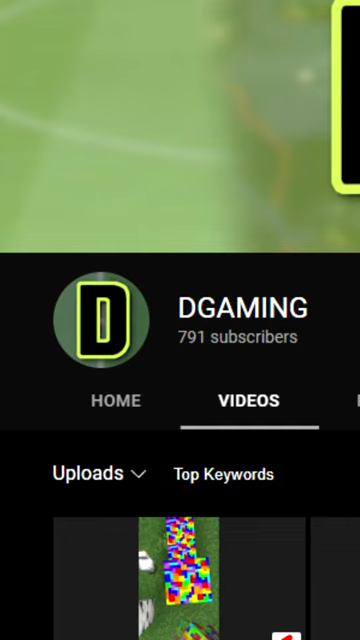 D
DGAMING
791 subscribers
HOME
VIDEOS
Uploads
Top Keywords